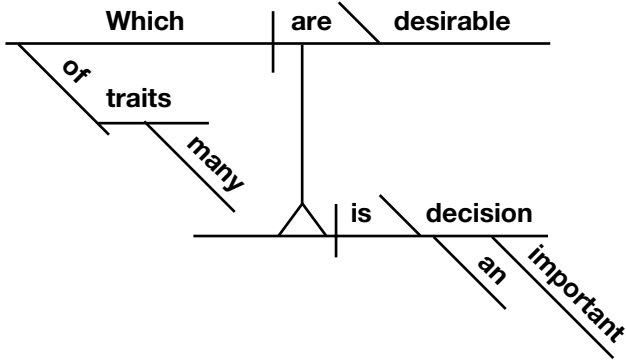 Which are desirable
of
traits
many
is decision
an
important